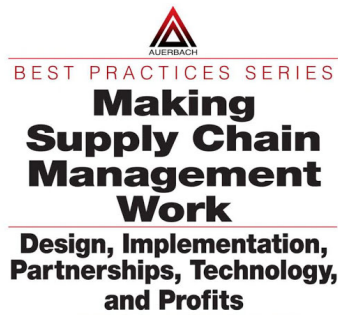 AUERBACH
BEST PRACTICES SERIES
Making
Supply Chain
Management
Work
Design, Implementation,
Partnerships, Technology,
and Profits